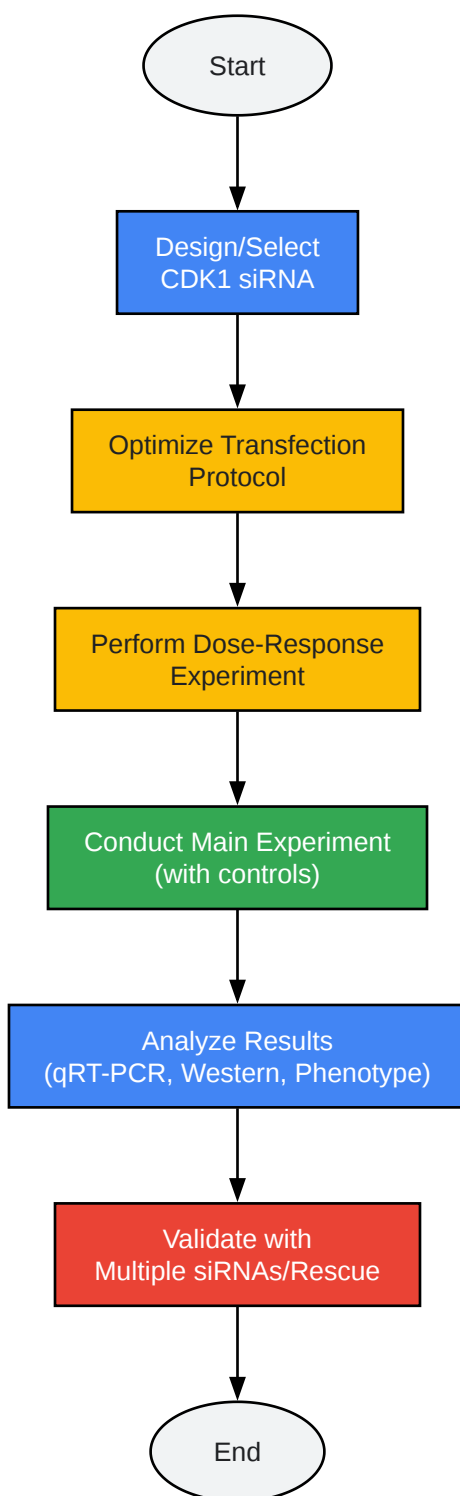 Start
Design/Select
CDK1 siRNA
Optimize Transfection
Protocol
Perform Dose-Response
Experiment
Conduct Main Experiment
(with controls)
Analyze Results
(qRT-PCR, Western, Phenotype)
Validate with
Multiple siRNAs/Rescue
End